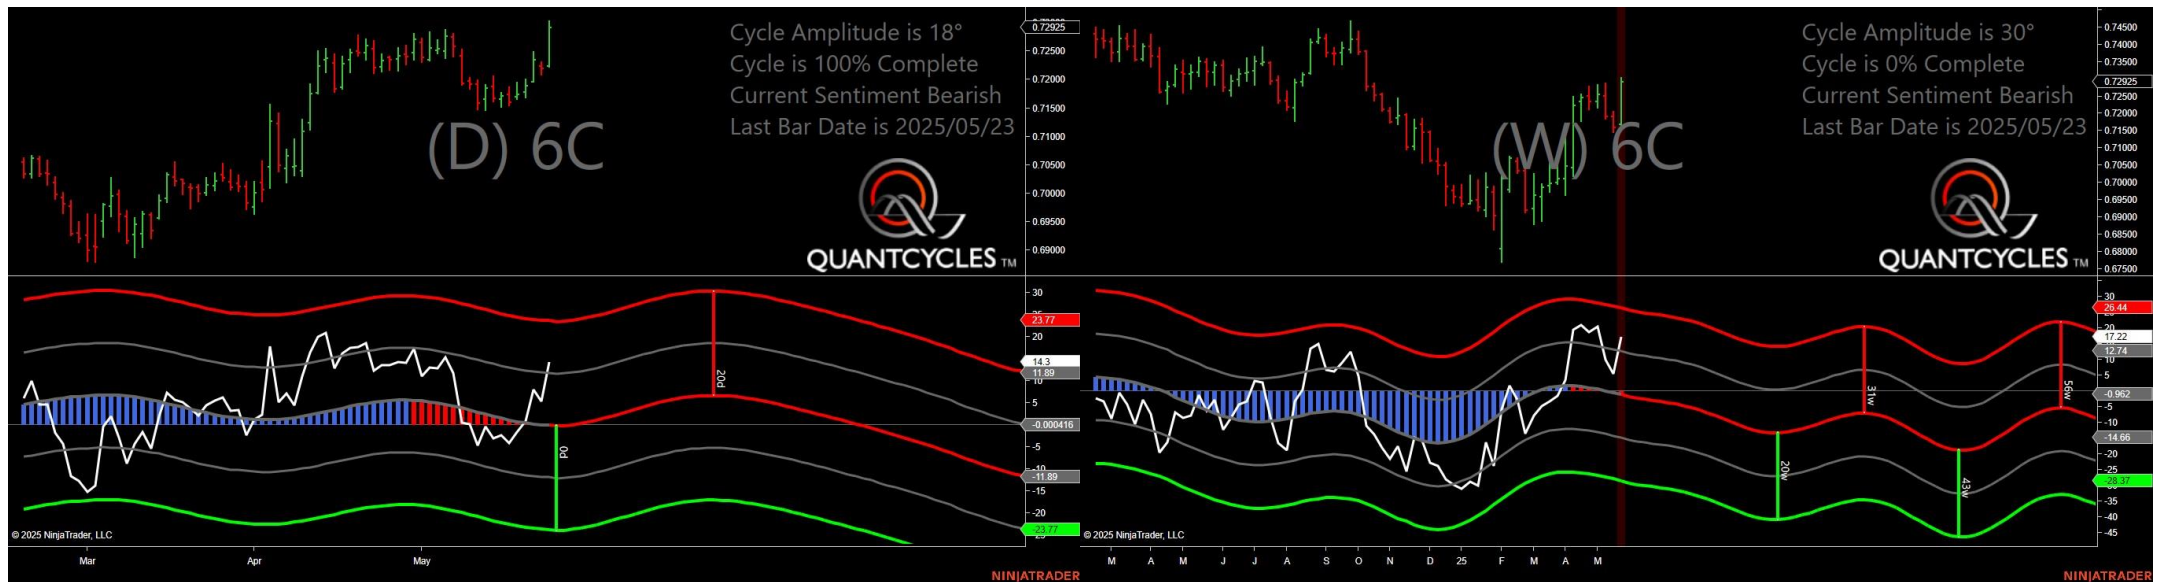 Cycle Amplitude is 18°
Cycle is 100% Complete
Current Sentiment Bearish
Last Bar Date is 2025/05/23
(D) 6C
QUANTCYCLES TM
0.72925
0.72500
0.72000
0.71500
0.71000
0.70500
0.70000
0.69500
0.69000
30
23.77
20
14.3
11.89
5
-0.000416
-5
-11.89
-15
-20
-23.77
20d
0d
© 2025 NinjaTrader, LLC
Mar
Apr
May
NINJATRADER
Cycle Amplitude is 30°
Cycle is 0% Complete
Current Sentiment Bearish
Last Bar Date is 2025/05/23
(W) 6C
QUANTCYCLES TM
0.74500
0.74000
0.73500
0.72925
0.72500
0.72000
0.71500
0.71000
0.70500
0.70000
0.69500
0.69000
0.68500
0.68000
0.67500
30
26.44
17.22
12.74
5
-0.962
-5
-10
-14.66
-20
-25
-28.37
-35
-40
-45
20w
31w
43w
56w
© 2025 NinjaTrader, LLC
M A M J J A S O N D 25 F M A M
NINJATRADER